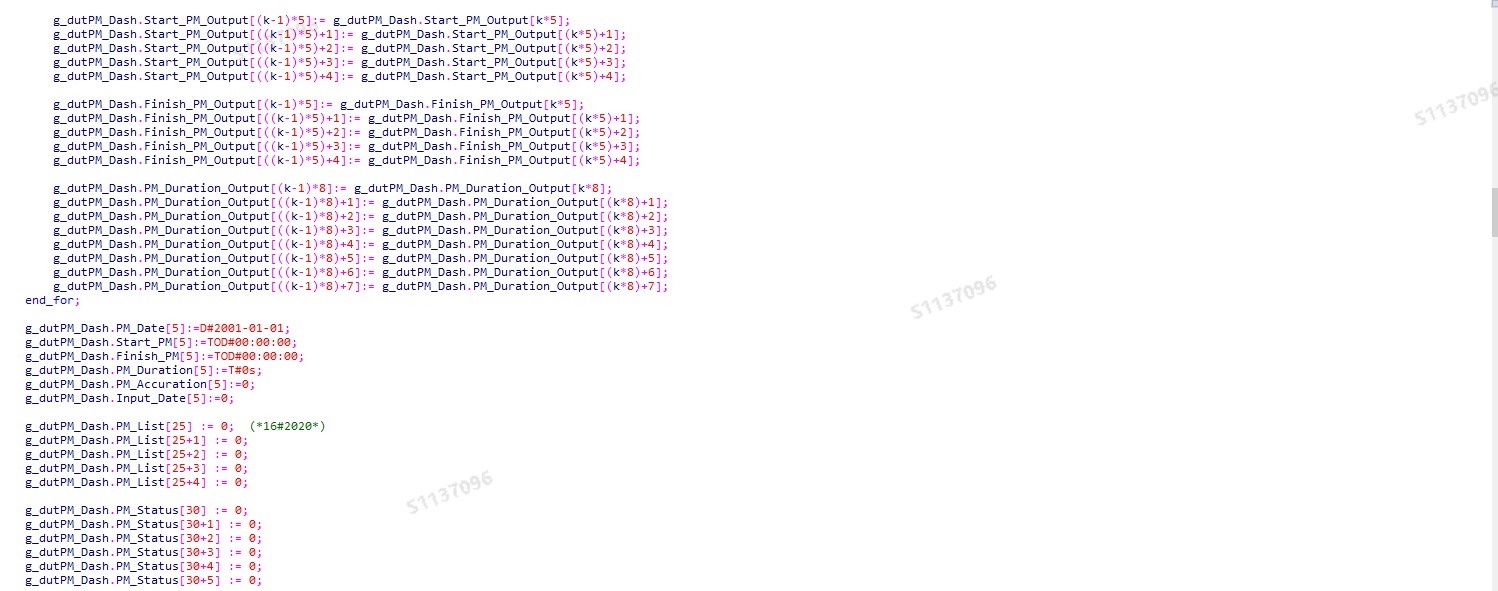 g_dutPM_Dash.Start_PM_Output[(k-1)*5]:= g_dutPM_Dash.Start_PM_Output[k*5];
g_dutPM_Dash.Start_PM_Output[((k-1)*5)+1]:= g_dutPM_Dash.Start_PM_Output[(k*5)+1];
g_dutPM_Dash.Start_PM_Output[((k-1)*5)+2]:= g_dutPM_Dash.Start_PM_Output[(k*5)+2];
g_dutPM_Dash.Start_PM_Output[((k-1)*5)+3]:= g_dutPM_Dash.Start_PM_Output[(k*5)+3];
g_dutPM_Dash.Start_PM_Output[((k-1)*5)+4]:= g_dutPM_Dash.Start_PM_Output[(k*5)+4];
g_dutPM_Dash.Finish_PM_Output[(k-1)*5]:= g_dutPM_Dash.Finish_PM_Output[k*5];
g_dutPM_Dash.Finish_PM_Output[((k-1)*5)+1]:= g_dutPM_Dash.Finish_PM_Output[(k*5)+1];
g_dutPM_Dash.Finish_PM_Output[((k-1)*5)+2]:= g_dutPM_Dash.Finish_PM_Output[(k*5)+2];
g_dutPM_Dash.Finish_PM_Output[((k-1)*5)+3]:= g_dutPM_Dash.Finish_PM_Output[(k*5)+3];
g_dutPM_Dash.Finish_PM_Output[((k-1)*5)+4]:= g_dutPM_Dash.Finish_PM_Output[(k*5)+4];
g_dutPM_Dash.PM_Duration_Output[(k-1)*8]:= g_dutPM_Dash.PM_Duration_Output[k*8];
g_dutPM_Dash.PM_Duration_Output[((k-1)*8)+1]:= g_dutPM_Dash.PM_Duration_Output[(k*8)+1];
g_dutPM_Dash.PM_Duration_Output[((k-1)*8)+2]:= g_dutPM_Dash.PM_Duration_Output[(k*8)+2];
g_dutPM_Dash.PM_Duration_Output[((k-1)*8)+3]:= g_dutPM_Dash.PM_Duration_Output[(k*8)+3];
g_dutPM_Dash.PM_Duration_Output[((k-1)*8)+4]:= g_dutPM_Dash.PM_Duration_Output[(k*8)+4];
g_dutPM_Dash.PM_Duration_Output[((k-1)*8)+5]:= g_dutPM_Dash.PM_Duration_Output[(k*8)+5];
g_dutPM_Dash.PM_Duration_Output[((k-1)*8)+6]:= g_dutPM_Dash.PM_Duration_Output[(k*8)+6];
g_dutPM_Dash.PM_Duration_Output[((k-1)*8)+7]:= g_dutPM_Dash.PM_Duration_Output[(k*8)+7];
end_for;
g_dutPM_Dash.PM_Date[5]:=D#2001-01-01;
g_dutPM_Dash.Start_PM[5]:=TOD#00:00:00;
g_dutPM_Dash.Finish_PM[5]:=TOD#00:00:00;
g_dutPM_Dash.PM_Duration[5]:=T#0s;
g_dutPM_Dash.PM_Accuration[5]:=0;
g_dutPM_Dash.Input_Date[5]:=0;
g_dutPM_Dash.PM_List[25] := 0;  (*16#2020*)
g_dutPM_Dash.PM_List[25+1] := 0;
g_dutPM_Dash.PM_List[25+2] := 0;
g_dutPM_Dash.PM_List[25+3] := 0;
g_dutPM_Dash.PM_List[25+4] := 0;
g_dutPM_Dash.PM_Status[30] := 0;
g_dutPM_Dash.PM_Status[30+1] := 0;
g_dutPM_Dash.PM_Status[30+2] := 0;
g_dutPM_Dash.PM_Status[30+3] := 0;
g_dutPM_Dash.PM_Status[30+4] := 0;
g_dutPM_Dash.PM_Status[30+5] := 0;
S1137096
S1137096
S1137096